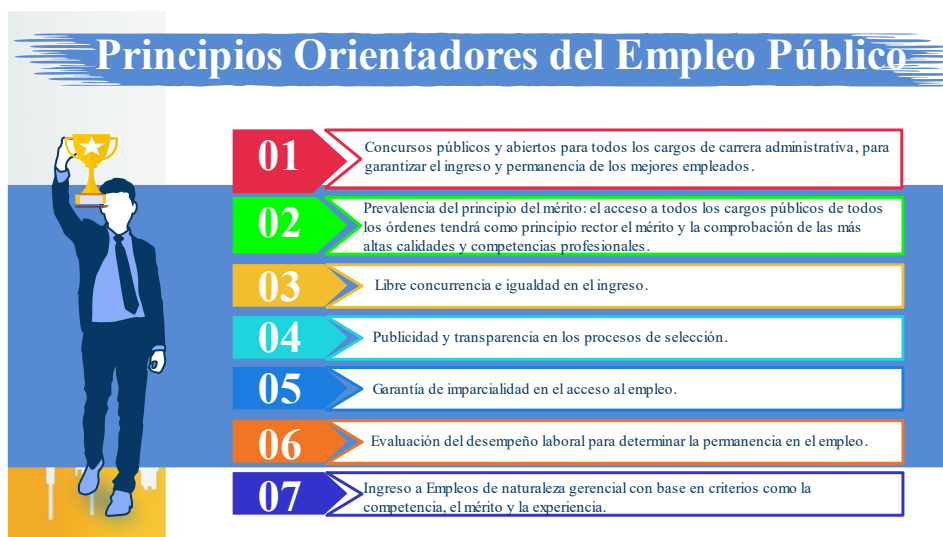 Principios Orientadores del Empleo Público
01
Concursos públicos y abiertos para todos los cargos de carrera administrativa, para
garantizar el ingreso y permanencia de los mejores empleados.
02
Prevalencia del principio del mérito: el acceso a todos los cargos públicos de todos
los órdenes tendrá como principio rector el mérito y la comprobación de las más
altas calidades y competencias profesionales.
03
Libre concurrencia e igualdad en el ingreso.
04
Publicidad y transparencia en los procesos de selección.
05
Garantía de imparcialidad en el acceso al empleo.
06
Evaluación del desempeño laboral para determinar la permanencia en el empleo.
07
Ingreso a Empleos de naturaleza gerencial con base en criterios como la
competencia, el mérito y la experiencia.